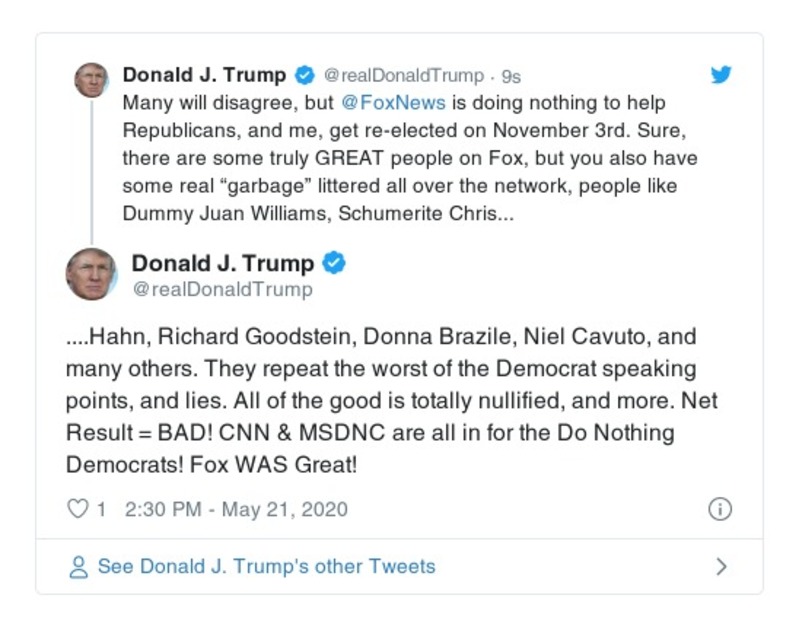 Donald J. Trump @realDonaldTrump · 9s
Many will disagree, but @FoxNews is doing nothing to help
Republicans, and me, get re-elected on November 3rd. Sure,
there are some truly GREAT people on Fox, but you also have
some real “garbage” littered all over the network, people like
Dummy Juan Williams, Schumerite Chris...
Donald J. Trump
@realDonaldTrump
....Hahn, Richard Goodstein, Donna Brazile, Niel Cavuto, and
many others. They repeat the worst of the Democrat speaking
points, and lies. All of the good is totally nullified, and more. Net
Result = BAD! CNN & MSDNC are all in for the Do Nothing
Democrats! Fox WAS Great!
1 2:30 PM - May 21, 2020
See Donald J. Trump's other Tweets